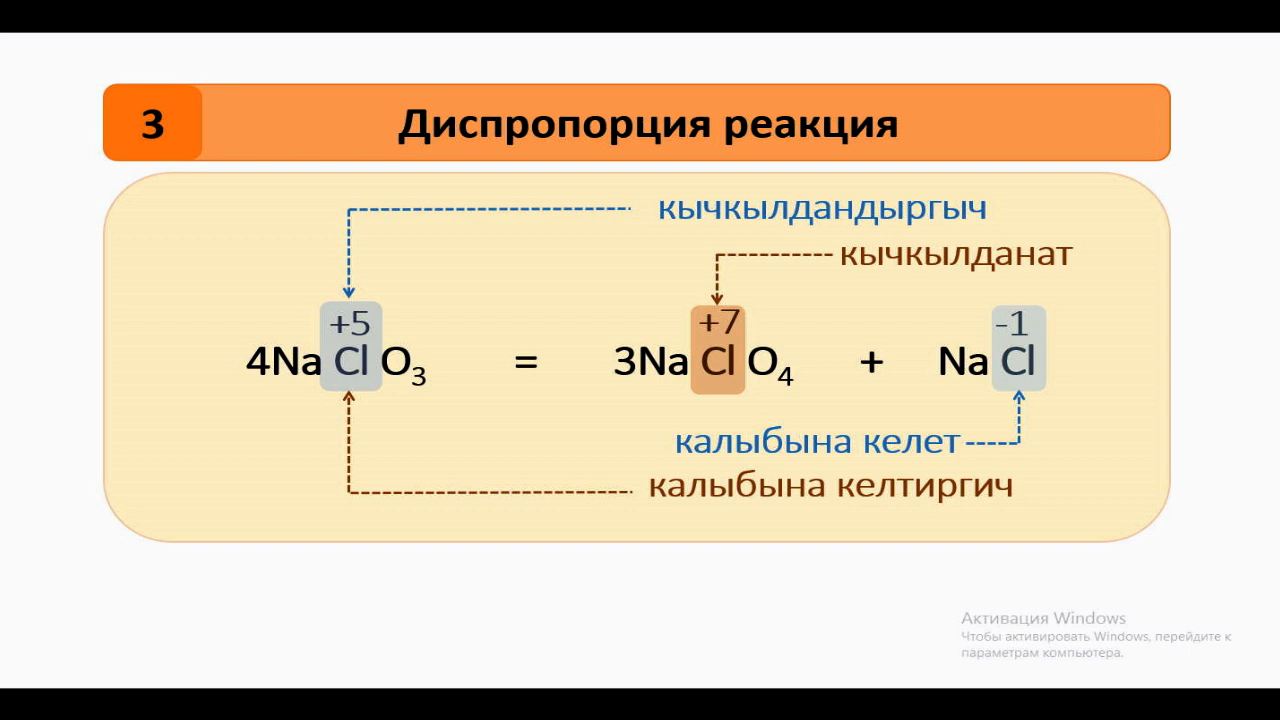 3 Диспропорция реакция
кычкылдандыргыч
кычкылданат
+5 +7 -1
4NaClO₃ = 3NaClO₄ + NaCl
калыбына келет
калыбына келтиргич
Активация Windows
Чтобы активировать Windows, перейдите к
параметрам компьютера.